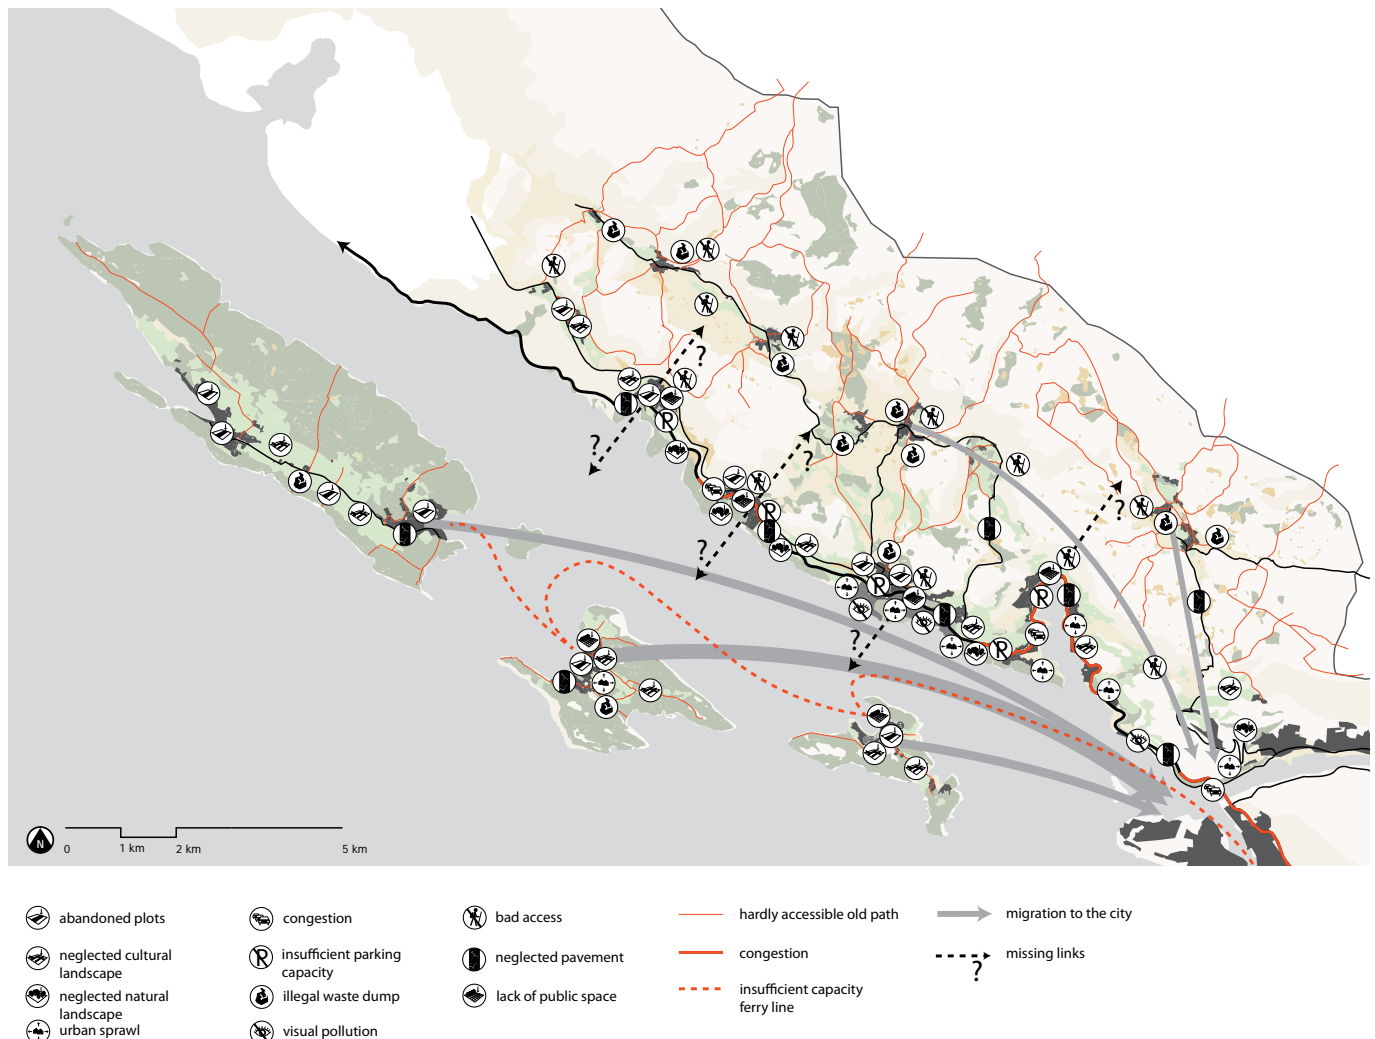 ?
?
?
?
?
?
?
N
0
1 km
2 km
5 km
abandoned plots
neglected cultural
landscape
neglected natural
landscape
urban sprawl
congestion
insufficient parking
capacity
illegal waste dump
visual pollution
bad access
neglected pavement
lack of public space
hardly accessible old path
congestion
insufficient capacity
ferry line
migration to the city
missing links
?